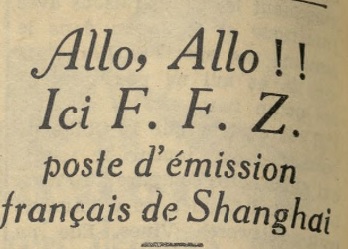 Allo, Allo !!
Ici F. F. Z.
poste d'émission
français de Shanghai